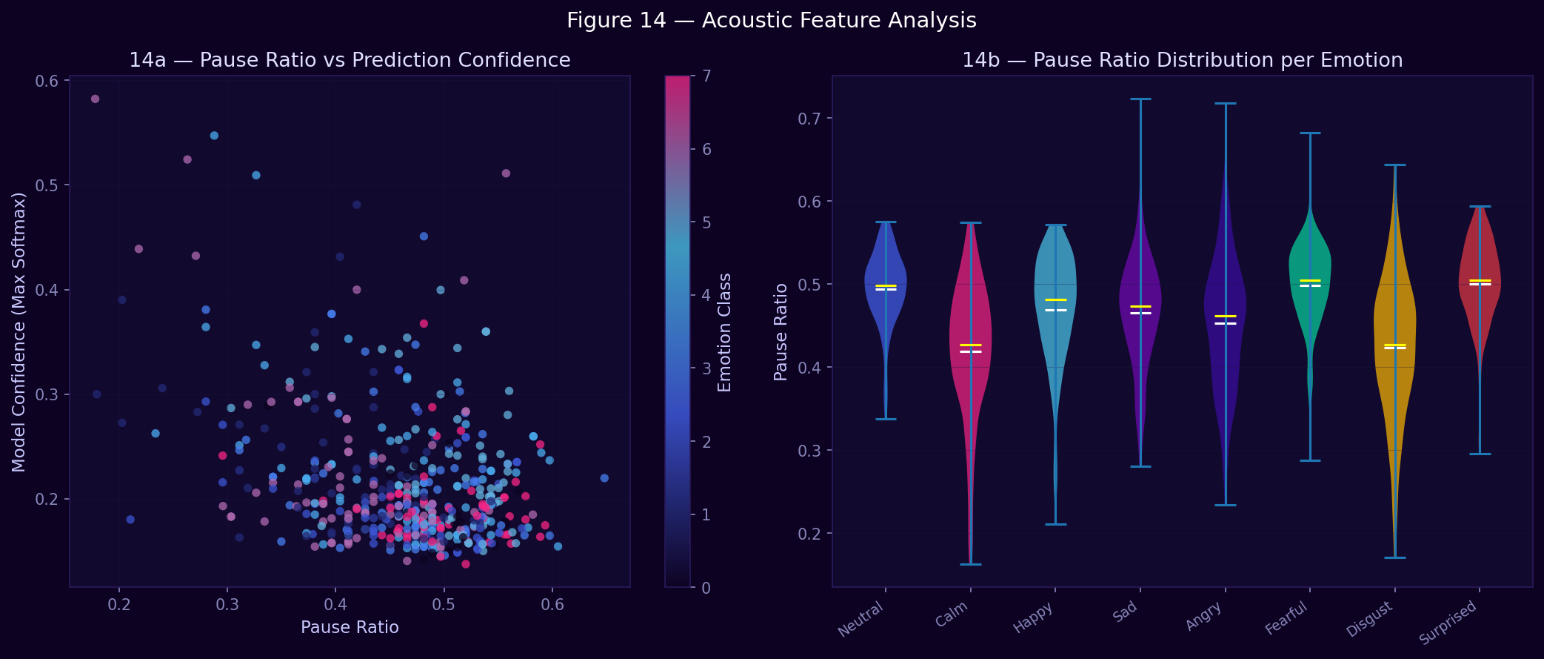 Figure 14 — Acoustic Feature Analysis
14a — Pause Ratio vs Prediction Confidence
0.6
0.5
0.4
0.3
0.2
Model Confidence (Max Softmax)
0.2
0.3
0.4
0.5
0.6
Pause Ratio
7
6
5
4
3
2
1
0
Emotion Class
14b — Pause Ratio Distribution per Emotion
0.7
0.6
0.5
0.4
0.3
0.2
Pause Ratio
Neutral
Calm
Happy
Sad
Angry
Fearful
Disgust
Surprised